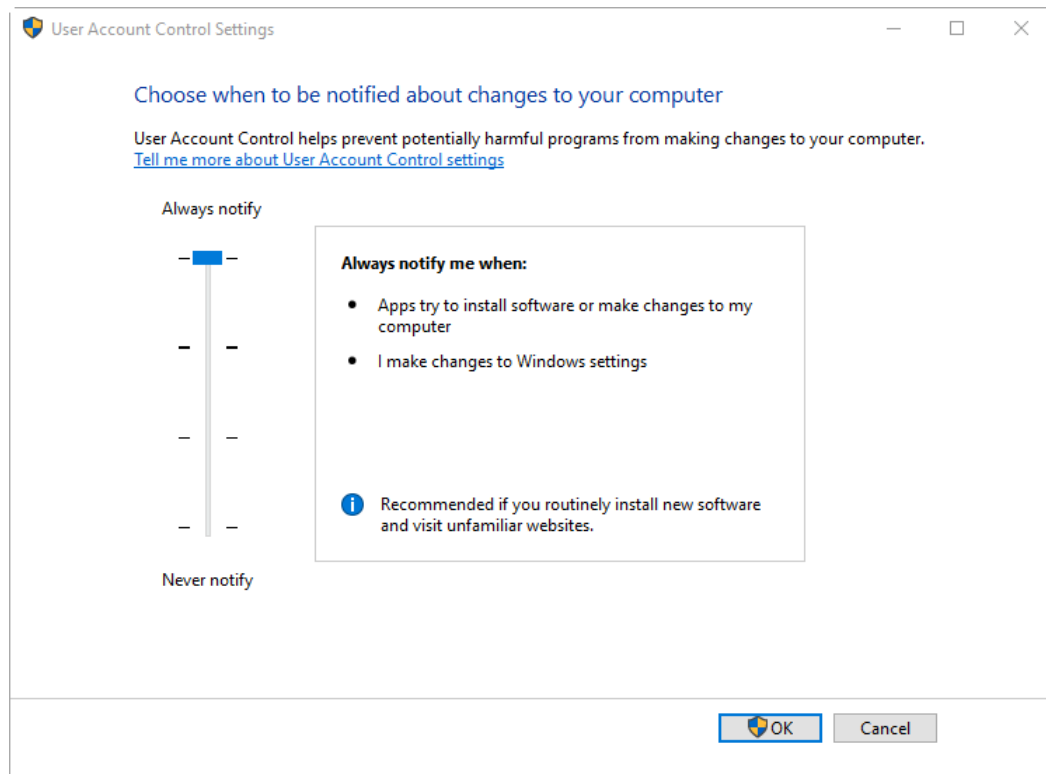 User Account Control Settings
Choose when to be notified about changes to your computer
User Account Control helps prevent potentially harmful programs from making changes to your computer.
Tell me more about User Account Control settings
Always notify
Always notify me when:
Apps try to install software or make changes to my
computer
I make changes to Windows settings
Recommended if you routinely install new software
and visit unfamiliar websites.
Never notify
OK
Cancel